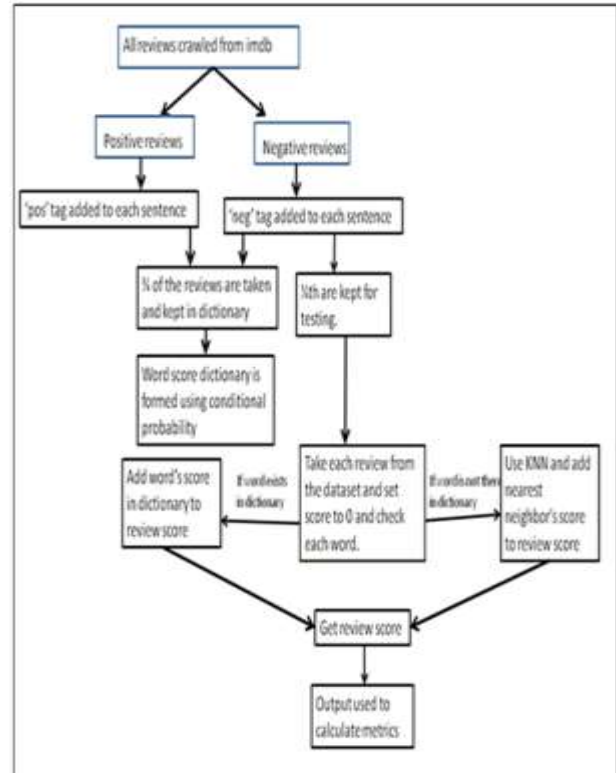 All reviews crawled from imdb
Positive reviews
Negative reviews
'pos' tag added to each sentence
'neg' tag added to each sentence
¾ of the reviews are taken
and kept in dictionary
¼th are kept for
testing.
Word score dictionary is
formed using conditional
probability
Add word's score
in dictionary to
review score
If word exists
in dictionary
Take each review from
the dataset and set
score to 0 and check
each word.
If word is not there
in dictionary
Use KNN and add
nearest
neighbor's score
to review score
Get review score
Output used to
calculate metrics